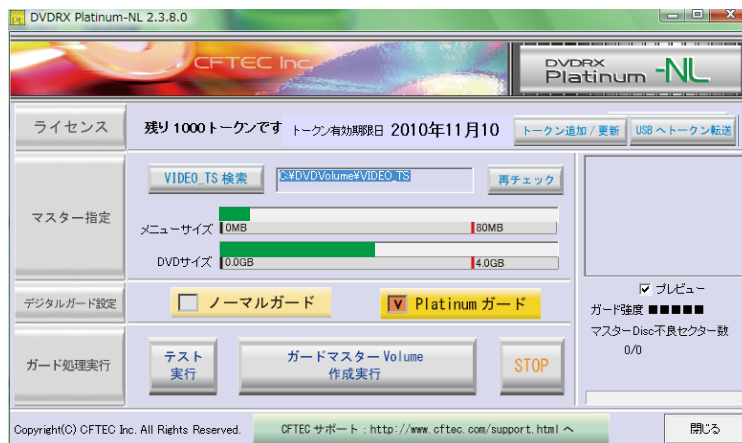 DVDRX Platinum-NL 2.3.8.0
CFTEC Inc.
DVDRX
Platinum -NL
ライセンス
残り1000トークンです
トークン有効期限日 2010年11月10
トークン追加 / 更新
USBへトークン転送
マスター指定
VIDEO_TS 検索
C:¥DVDVolume¥VIDEO_TS
再チェック
メニューサイズ
0MB
80MB
DVDサイズ
0.0GB
4.0GB
プレビュー
デジタルガード設定
ノーマルガード
V Platinum ガード
ガード強度 ■■■■■
マスターDisc不良セクター数
0/0
ガード処理実行
テスト
実行
ガードマスター Volume
作成実行
STOP
Copyright(C) CFTEC Inc. All Rights Reserved.
CFTEC サポート : http://www.cftec.com/support.html へ
閉じる